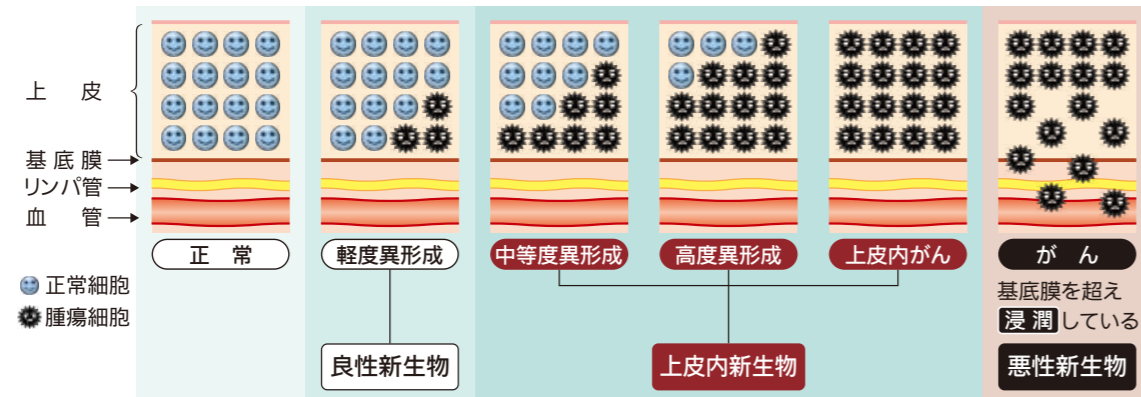 上 皮
基底膜
リンパ管
血 管
正常細胞
腫瘍細胞
正 常
軽度異形成
中等度異形成
高度異形成
上皮内がん
が ん
基底膜を超え
浸潤している
良性新生物
上皮内新生物
悪性新生物